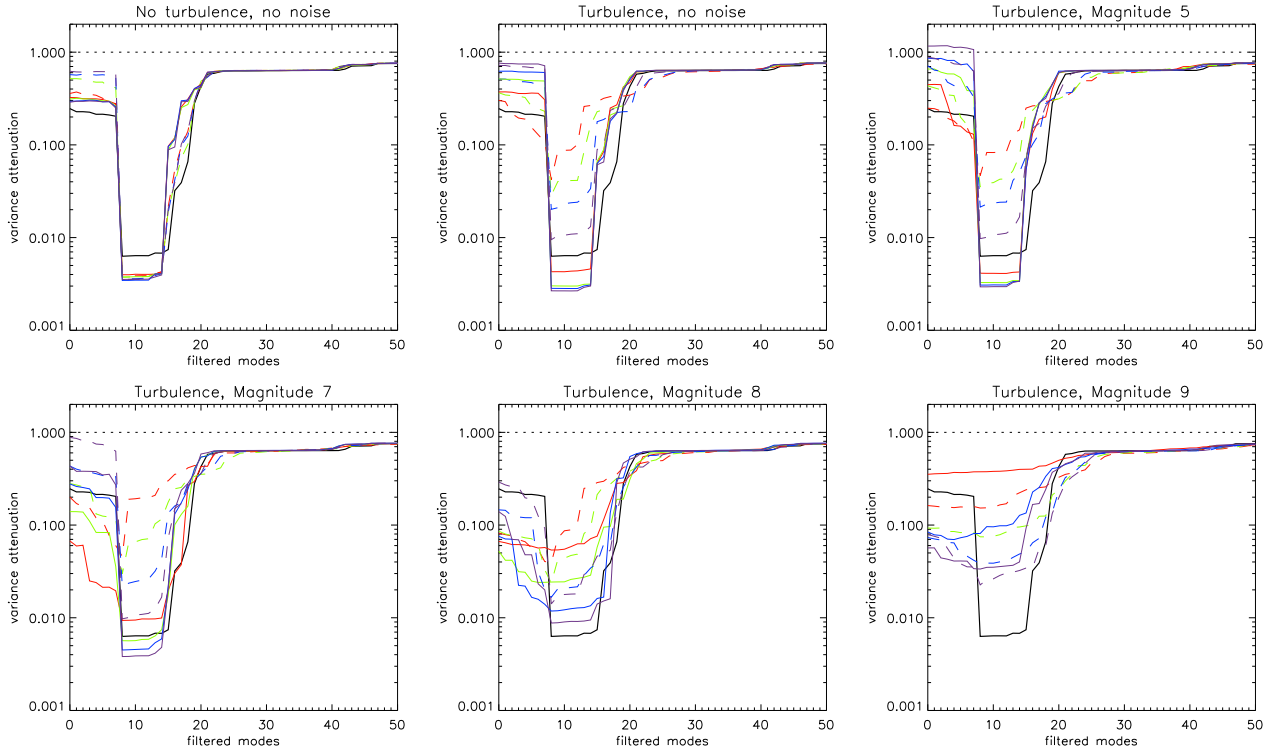 No turbulence, no noise
1.000
0.100
0.010
0.001
variance attenuation
0 10 20 30 40 50
filtered modes
Turbulence, no noise
1.000
0.100
0.010
0.001
variance attenuation
0 10 20 30 40 50
filtered modes
Turbulence, Magnitude 5
1.000
0.100
0.010
0.001
variance attenuation
0 10 20 30 40 50
filtered modes
Turbulence, Magnitude 7
1.000
0.100
0.010
0.001
variance attenuation
0 10 20 30 40 50
filtered modes
Turbulence, Magnitude 8
1.000
0.100
0.010
0.001
variance attenuation
0 10 20 30 40 50
filtered modes
Turbulence, Magnitude 9
1.000
0.100
0.010
0.001
variance attenuation
0 10 20 30 40 50
filtered modes